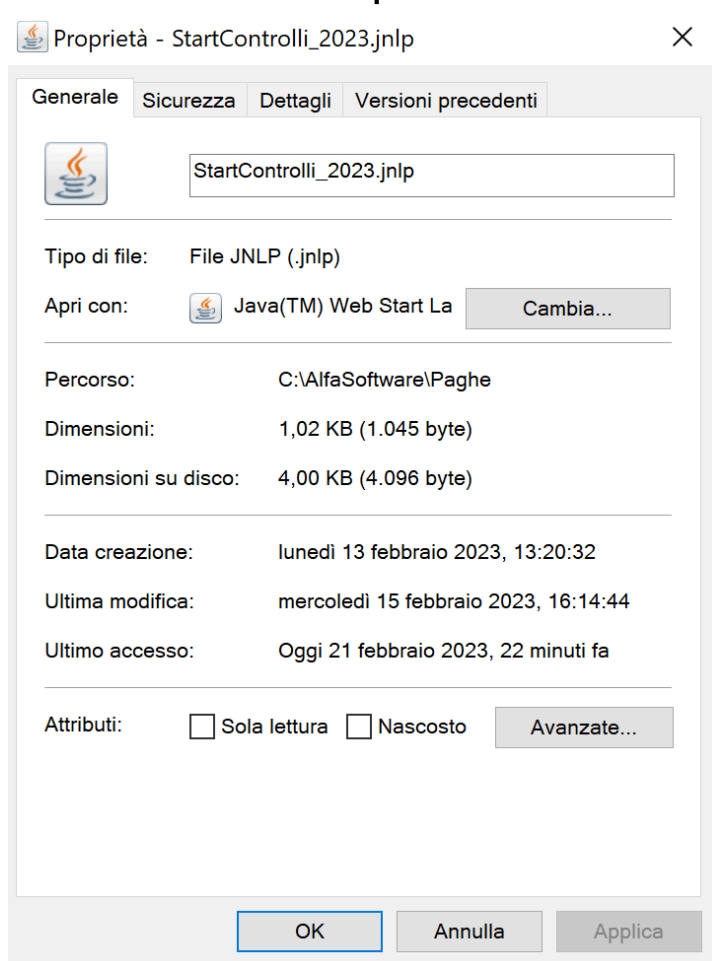 Proprietà - StartControlli_2023.jnlp
Generale Sicurezza Dettagli Versioni precedenti
StartControlli_2023.jnlp
Tipo di file: File JNLP (.jnlp)
Apri con: Java(TM) Web Start La Cambia...
Percorso: C:\AlfaSoftware\Paghe
Dimensioni: 1,02 KB (1.045 byte)
Dimensioni su disco: 4,00 KB (4.096 byte)
Data creazione: lunedì 13 febbraio 2023, 13:20:32
Ultima modifica: mercoledì 15 febbraio 2023, 16:14:44
Ultimo accesso: Oggi 21 febbraio 2023, 22 minuti fa
Attributi: Sola lettura Nascosto Avanzate...
OK Annulla Applica